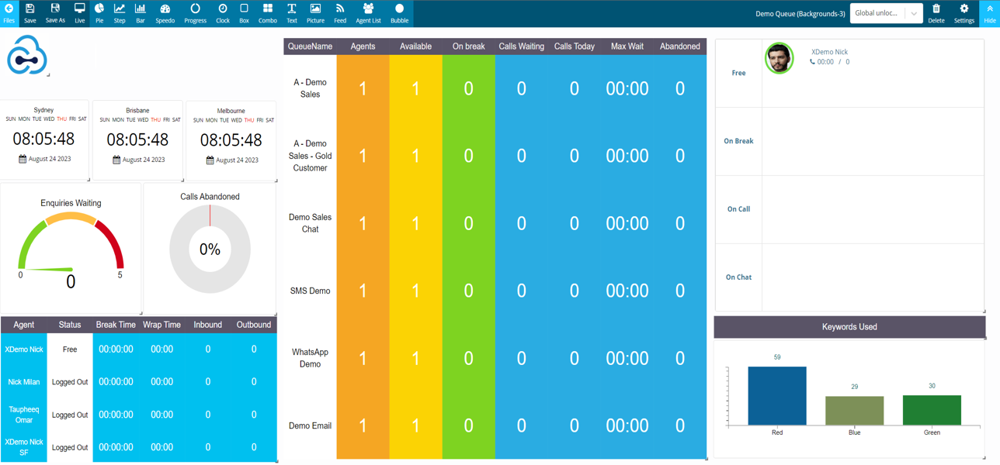 Files Save Save As Live Pie Step Bar Speedo Progress Clock Box Combo Text Picture Feed Agent List Bubble Demo Queue (Backgrounds-3) Global unloc... Delete Settings Hide
Sydney
SUN MON TUE WED THU FRI SAT
08:05:48
August 24 2023
Brisbane
SUN MON TUE WED THU FRI SAT
08:05:48
August 24 2023
Melbourne
SUN MON TUE WED THU FRI SAT
08:05:48
August 24 2023
Enquiries Waiting
0 5
0
Calls Abandoned
0%
Agent Status Break Time Wrap Time Inbound Outbound
XDemo Nick Free 00:00:00 00:00 0 0
Nick Milan Logged Out 00:00:00 00:00 0 0
Taupheeq
Omar Logged Out 00:00:00 00:00 0 0
XDemo Nick
SF Logged Out 00:00:00 00:00 0 0
QueueName Agents Available On break Calls Waiting Calls Today Max Wait Abandoned
A - Demo
Sales 1 1 0 0 0 00:00 0
A - Demo
Sales - Gold 1 1 0 0 0 00:00 0
Customer
Demo Sales
Chat 1 1 0 0 0 00:00 0
SMS Demo 1 1 0 0 0 00:00 0
WhatsApp
Demo 1 1 0 0 0 00:00 0
Demo Email 1 1 0 0 0 00:00 0
Free
XDemo Nick
00:00 / 0
On Break
On Call
On Chat
Keywords Used
59
29
30
Red Blue Green